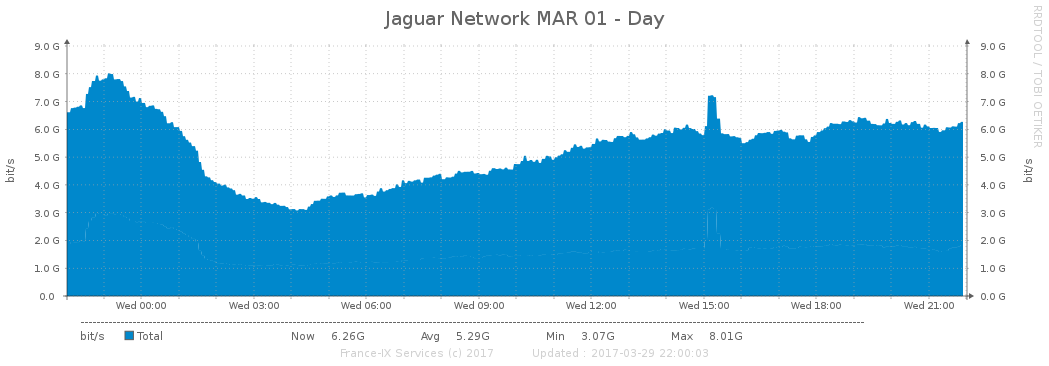 Jaguar Network MAR 01 - Day
RRDTOOL / TOBI OETIKER
bit/s
9.0 G 9.0 G
8.0 G 8.0 G
7.0 G 7.0 G
6.0 G 6.0 G
5.0 G 5.0 G
4.0 G 4.0 G
3.0 G 3.0 G
2.0 G 2.0 G
1.0 G 1.0 G
0.0 0.0 G
bit/s
Wed 00:00 Wed 03:00 Wed 06:00 Wed 09:00 Wed 12:00 Wed 15:00 Wed 18:00 Wed 21:00
bit/s Total Now 6.26G Avg 5.29G Min 3.07G Max 8.01G
France-IX Services (c) 2017 Updated : 2017-03-29 22:00:03